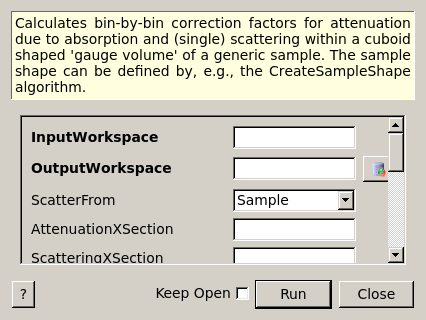 Calculates bin-by-bin correction factors for attenuation
due to absorption and (single) scattering within a cuboid
shaped 'gauge volume' of a generic sample. The sample
shape can be defined by, e.g., the CreateSampleShape
algorithm.
InputWorkspace
OutputWorkspace
ScatterFrom Sample
AttenuationXSection
ScatteringXSection
? Keep Open Run Close